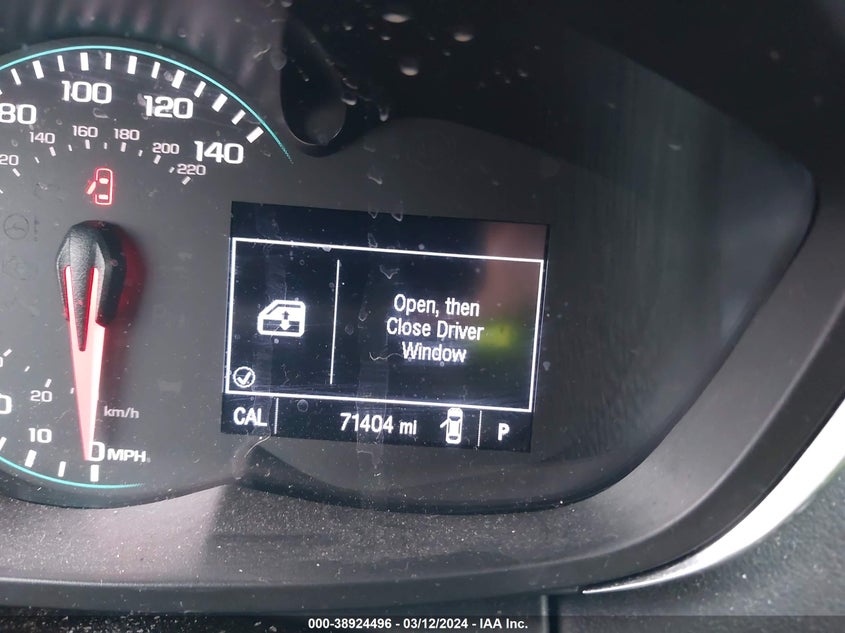 80 100 120 140
120 140 160 180 200 220
20 km/h
10 0 MPH
Open, then
Close Driver
Window
CAL 71404 mi P
000-38924496 - 03/12/2024 - IAA Inc.